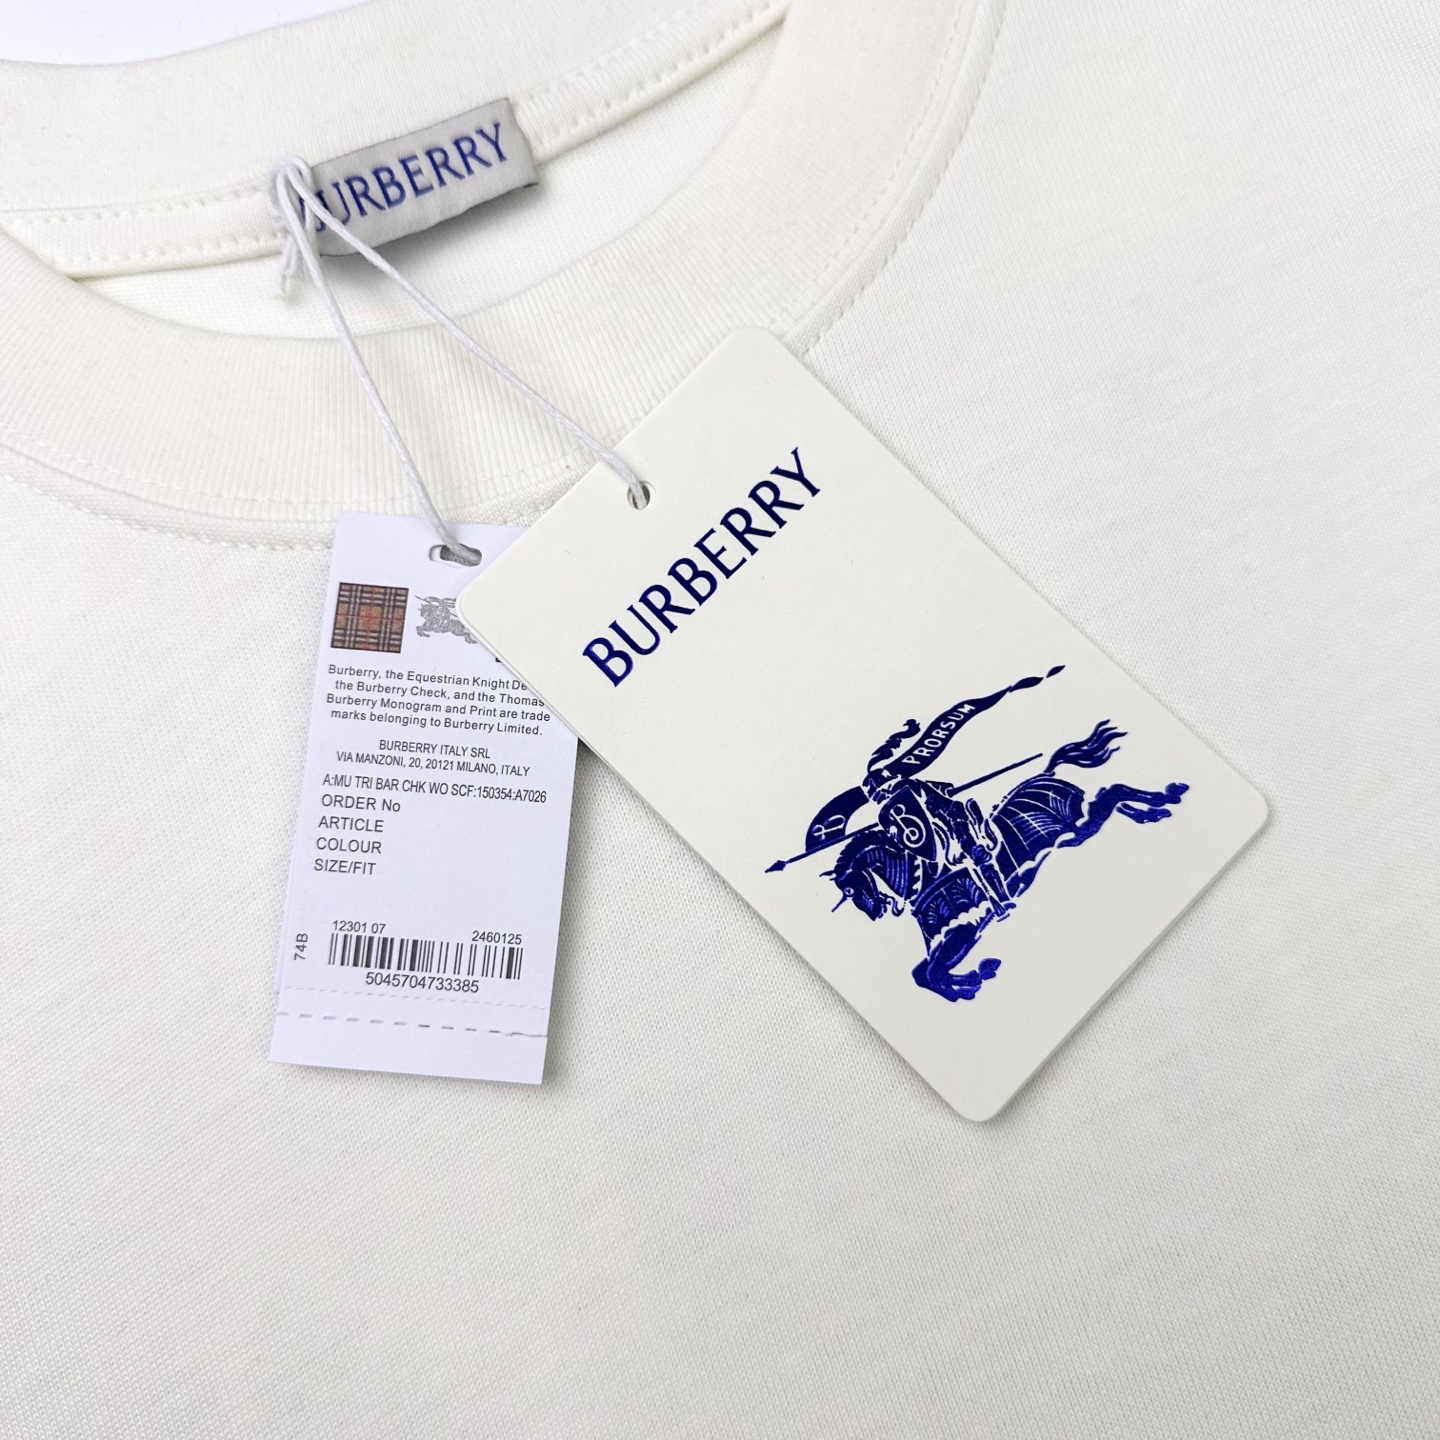 BURBERRY
BURBERRY
PRORSUM
B
B
Burberry, the Equestrian Knight De
the Burberry Check, and the Thomas
Burberry Monogram and Print are trade
marks belonging to Burberry Limited.
BURBERRY ITALY SRL
VIA MANZONI, 20, 20121 MILANO, ITALY
A:MU TRI BAR CHK WO SCF:150354:A7026
ORDER No
ARTICLE
COLOUR
SIZE/FIT
74B
12301 07 2460125
5045704733385